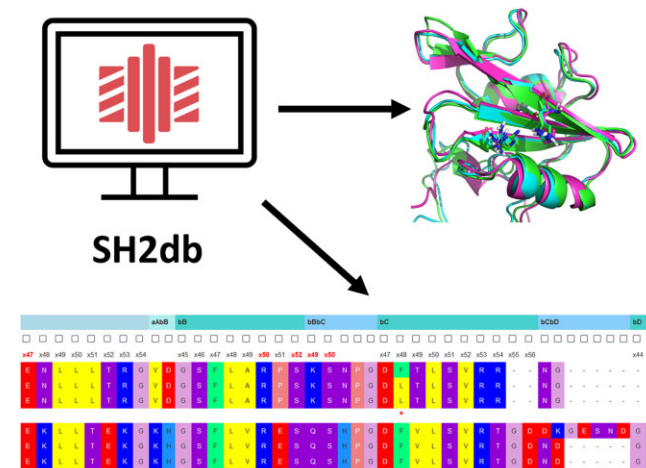 SH2db
aAbB bB bBbC bC bCbD bD
x47 x48 x49 x50 x51 x52 x53 x54 x45 x46 x47 x48 x49 x50 x51 x52 x49 x50 x47 x48 x49 x50 x51 x52 x53 x54 x55 x56 x44
E N L L L T R G V D G S F L A R P S K S N P G D F T L S V R R - - N G - - - - - - G
E N L L L T R G V D G S F L A R P S K S N P G D F T L S V R R - - N G - - - - - - G
E N L L L T R G V D G S F L A R P S K S N P G D L T L S V R R - - N G - - - - - - G
*
E K L L T E K G K H G S F L V R E S Q S H P G D F V L S V R T G D D K G E S N D G
E K L L T E K G K H G S F L V R E S Q S H P G D F V L S V R T G D N D - - - - - - G
E K L L T E K G K H G S F L V R E S Q S H P G D F V L S V R T G D N D - - - - - - G